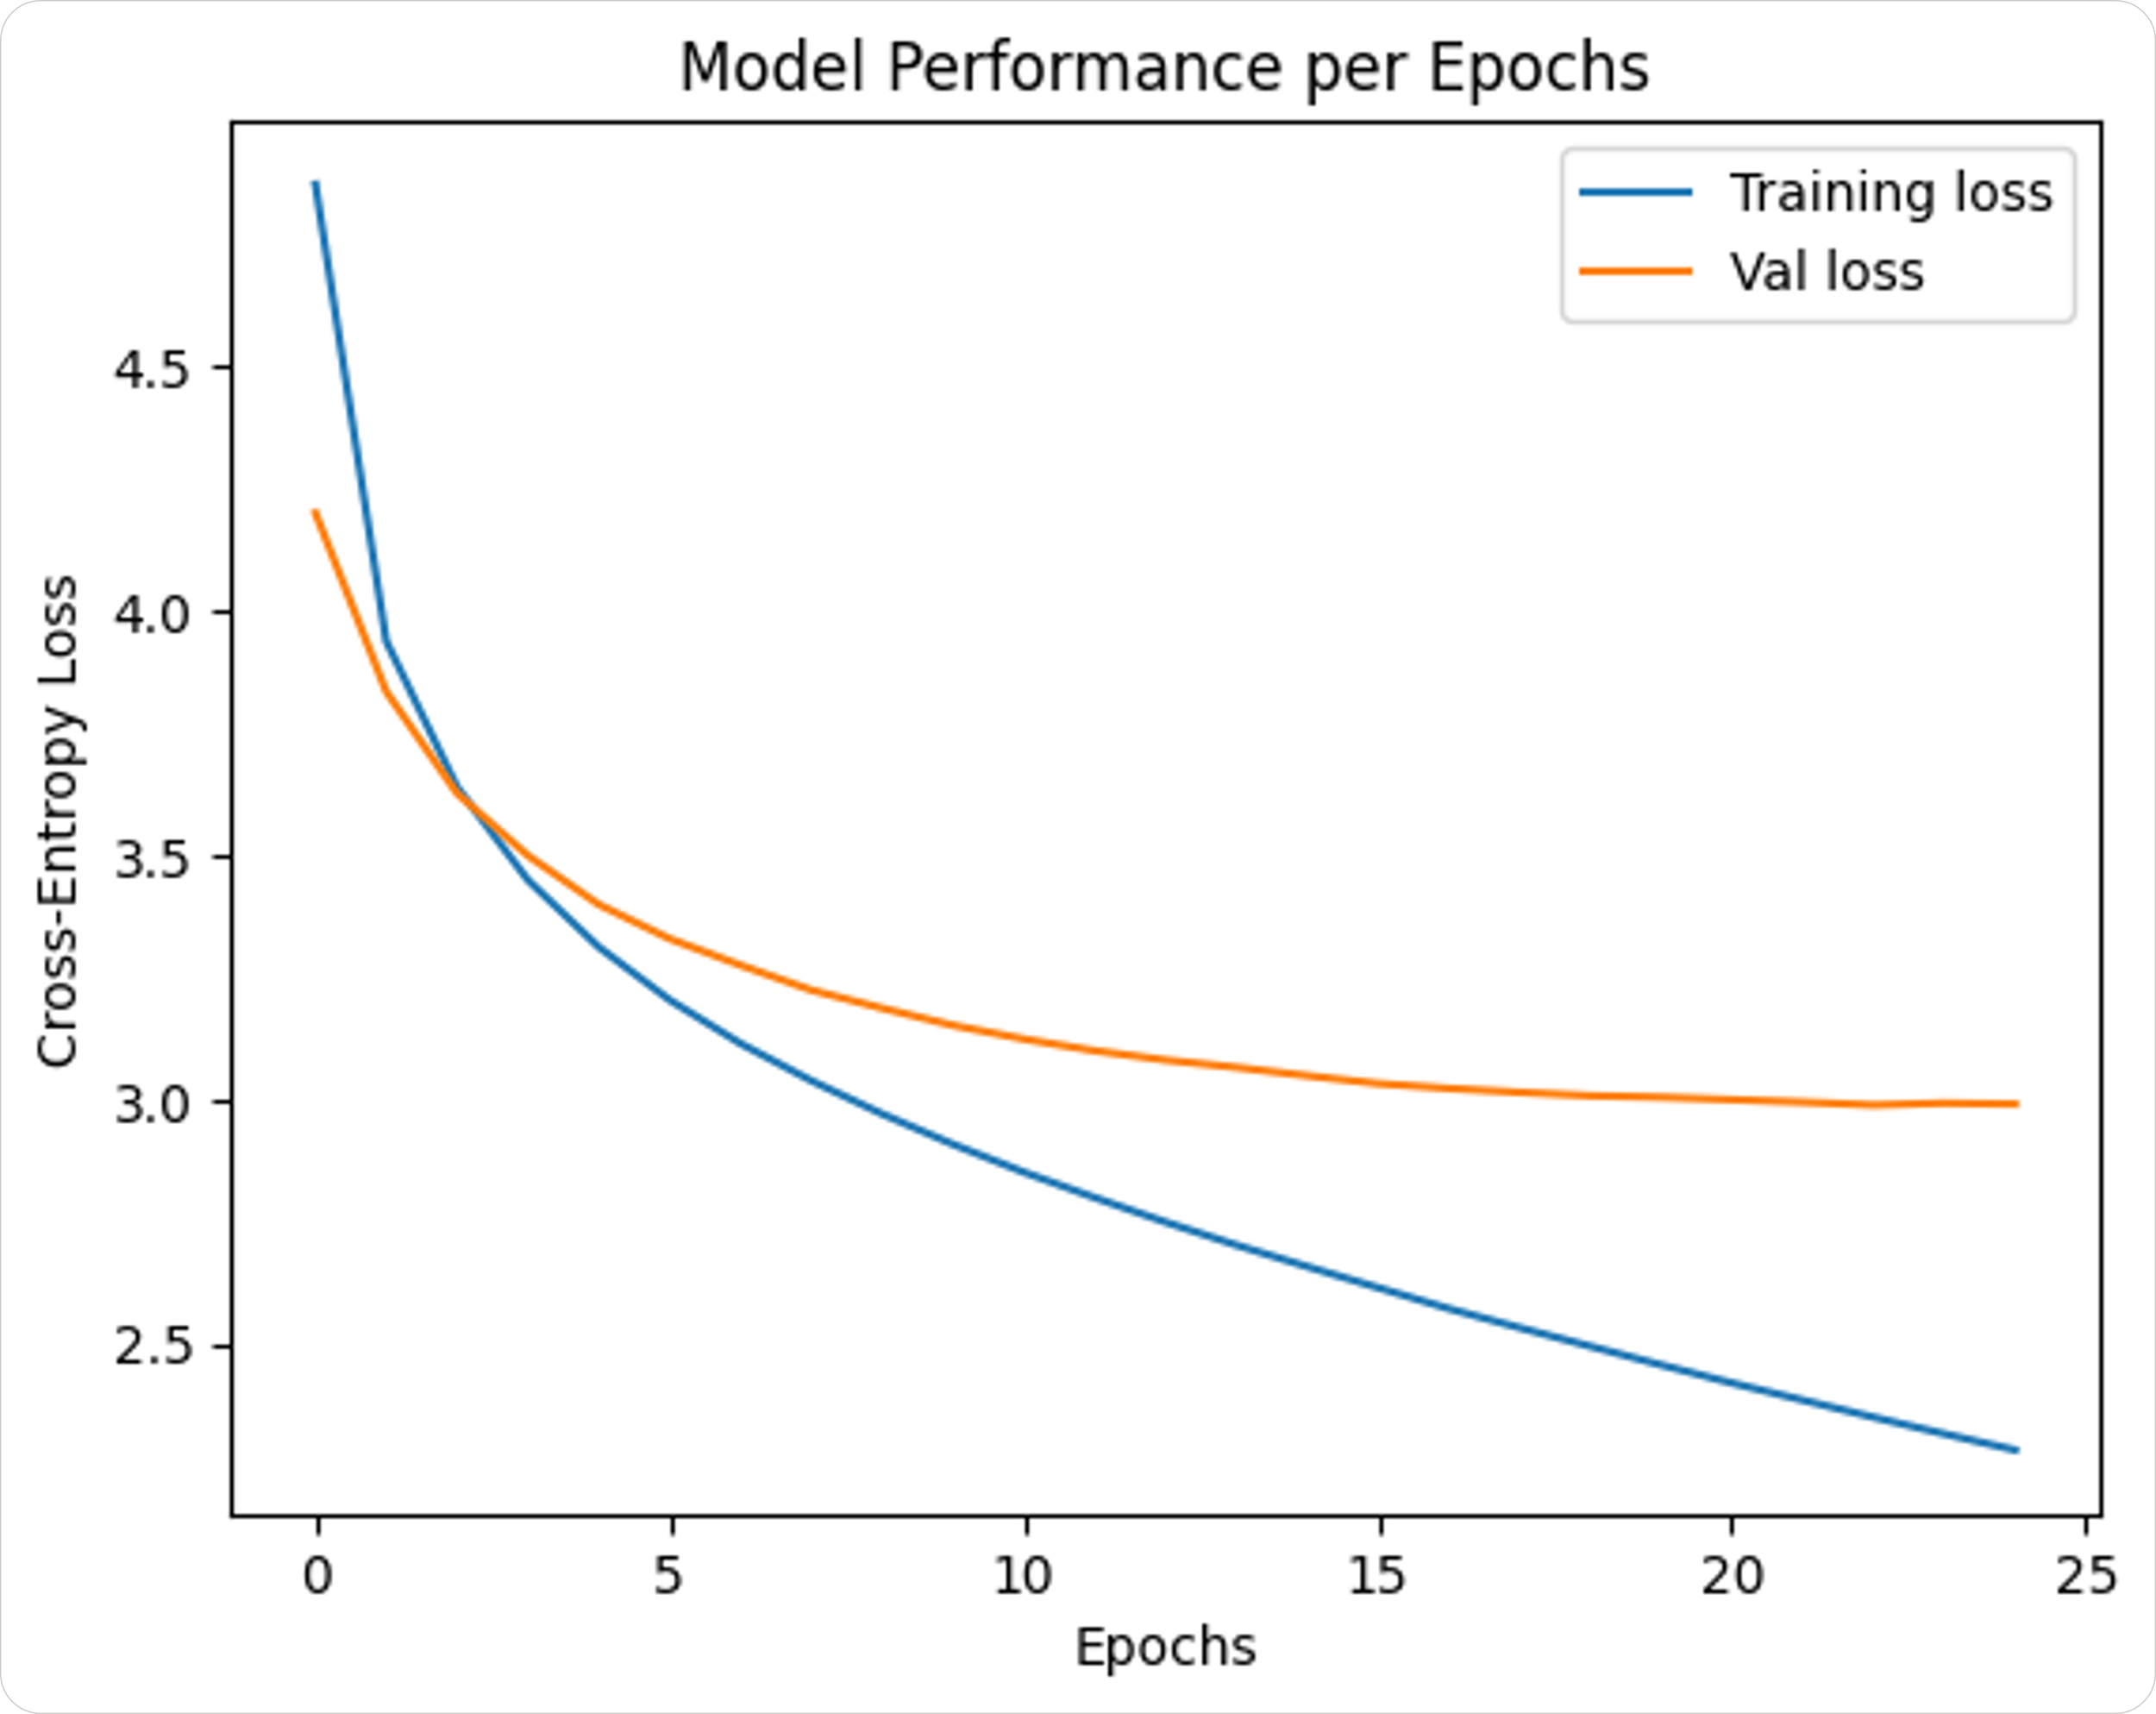 Model Performance per Epochs
Training loss
Val loss
Cross-Entropy Loss
4.5
4.0
3.5
3.0
2.5
0 5 10 15 20 25
Epochs